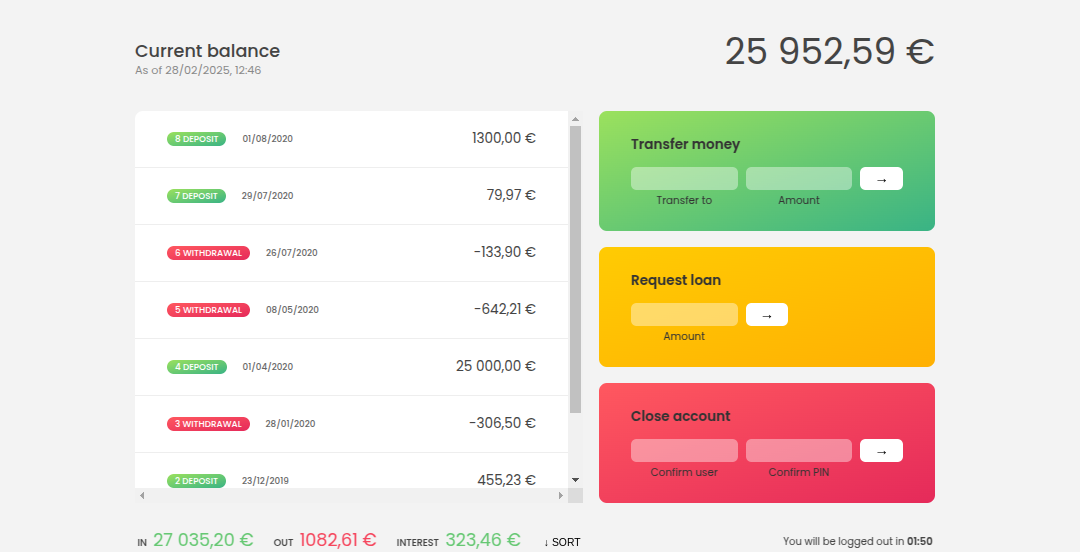 Current balance
As of 28/02/2025, 12:46
25 952,59 €
8 DEPOSIT 01/08/2020 1300,00 €
7 DEPOSIT 29/07/2020 79,97 €
6 WITHDRAWAL 26/07/2020 -133,90 €
5 WITHDRAWAL 08/05/2020 -642,21 €
4 DEPOSIT 01/04/2020 25 000,00 €
3 WITHDRAWAL 28/01/2020 -306,50 €
2 DEPOSIT 23/12/2019 455,23 €
Transfer money
→
Transfer to Amount
Request loan
→
Amount
Close account
→
Confirm user Confirm PIN
IN 27 035,20 € OUT 1082,61 € INTEREST 323,46 € ↓ SORT
You will be logged out in 01:50